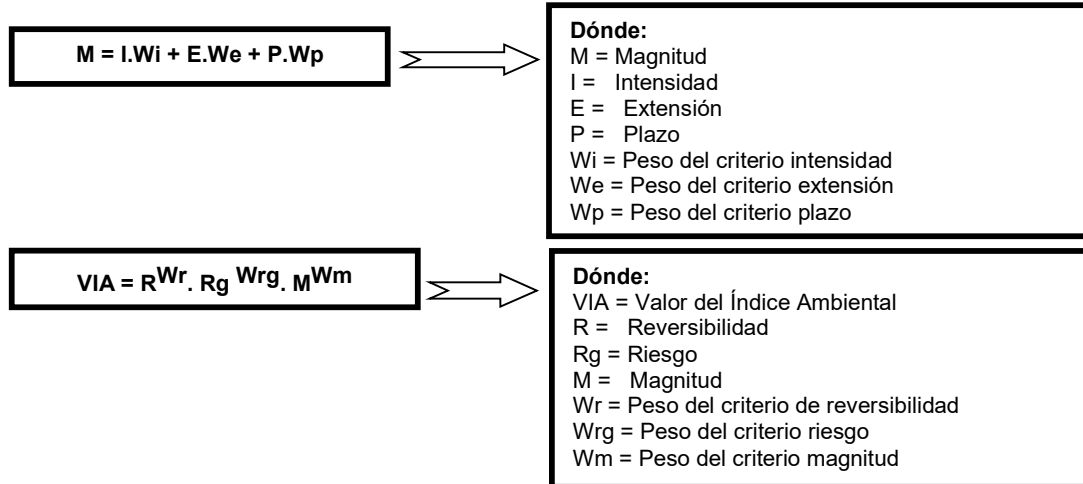 M = I.Wi + E.We + P.Wp
Dónde:
M = Magnitud
I = Intensidad
E = Extensión
P = Plazo
Wi = Peso del criterio intensidad
We = Peso del criterio extensión
Wp = Peso del criterio plazo
VIA = R^Wr. Rg ^Wrg. M^Wm
Dónde:
VIA = Valor del Índice Ambiental
R = Reversibilidad
Rg = Riesgo
M = Magnitud
Wr = Peso del criterio de reversibilidad
Wrg = Peso del criterio riesgo
Wm = Peso del criterio magnitud